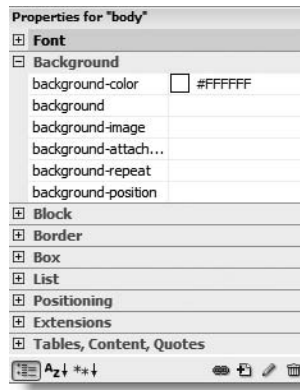 Properties for "body"
Font
Background
background-color #FFFFFF
background
background-image
background-attach...
background-repeat
background-position
Block
Border
Box
List
Positioning
Extensions
Tables, Content, Quotes
Az↓ **↓